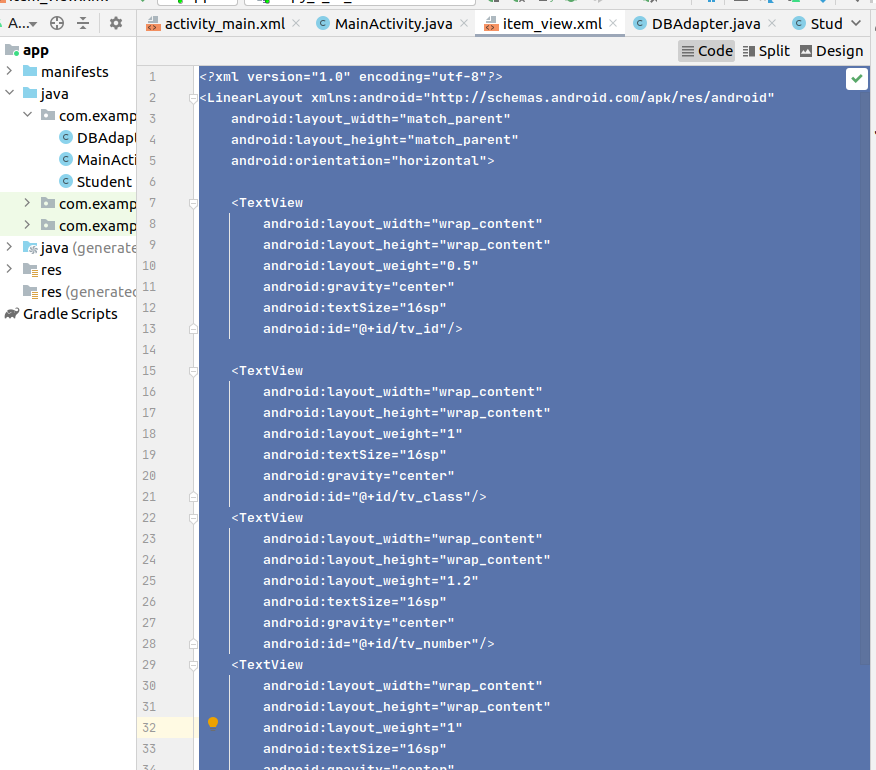 activity_main.xml
MainActivity.java
item_view.xml
DBAdapter.java
Stud
A...
Code
Split
Design
app
manifests
java
com.examp
DBAdapt
MainActi
Student
com.examp
com.examp
java (generate
res
res (generated
Gradle Scripts
1 <?xml version="1.0" encoding="utf-8"?>
2 <LinearLayout xmlns:android="http://schemas.android.com/apk/res/android"
3 android:layout_width="match_parent"
4 android:layout_height="match_parent"
5 android:orientation="horizontal">
6
7 <TextView
8 android:layout_width="wrap_content"
9 android:layout_height="wrap_content"
10 android:layout_weight="0.5"
11 android:gravity="center"
12 android:textSize="16sp"
13 android:id="@+id/tv_id"/>
14
15 <TextView
16 android:layout_width="wrap_content"
17 android:layout_height="wrap_content"
18 android:layout_weight="1"
19 android:textSize="16sp"
20 android:gravity="center"
21 android:id="@+id/tv_class"/>
22 <TextView
23 android:layout_width="wrap_content"
24 android:layout_height="wrap_content"
25 android:layout_weight="1.2"
26 android:textSize="16sp"
27 android:gravity="center"
28 android:id="@+id/tv_number"/>
29 <TextView
30 android:layout_width="wrap_content"
31 android:layout_height="wrap_content"
32 android:layout_weight="1"
33 android:textSize="16sp"
34 android:gravity="center"